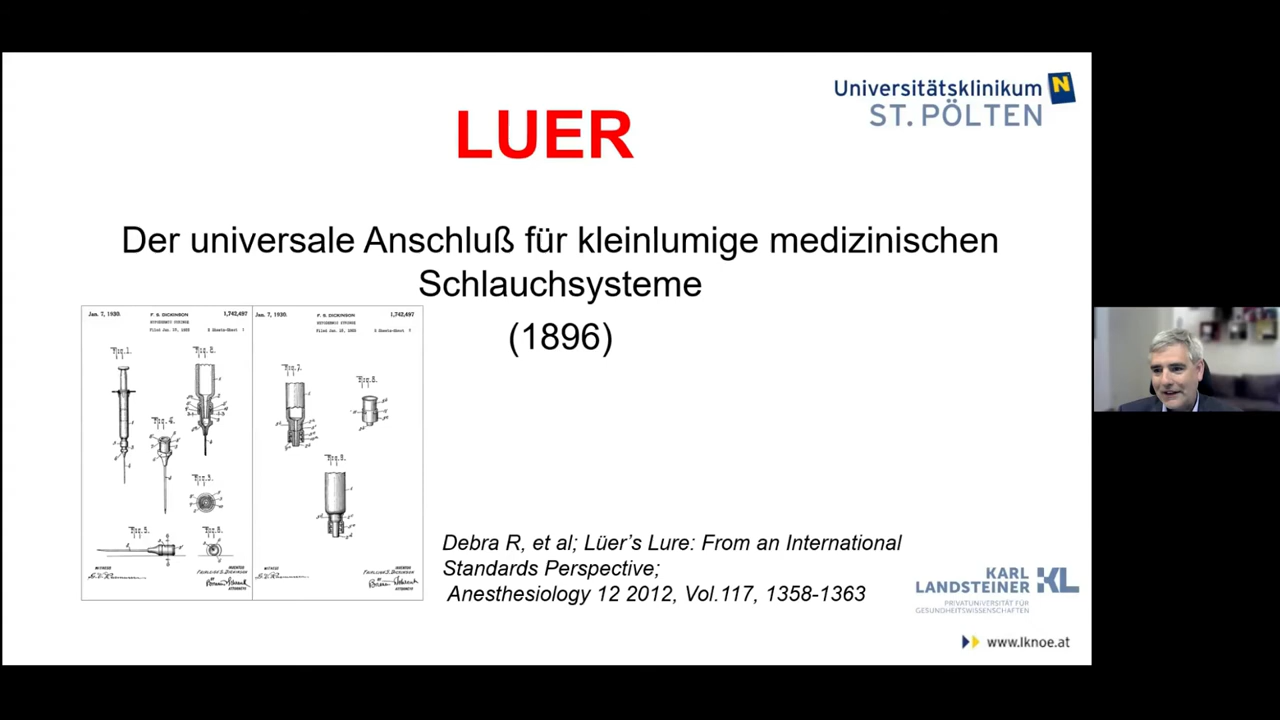 Universitätsklinikum N
ST. PÖLTEN
LUER
Der universale Anschluß für kleinlumige medizinischen
Schlauchsysteme
(1896)
Jan. 7, 1930. F. S. DICKINSON 1,742,497
Jan. 7, 1930. F. S. DICKINSON 1,742,497
Debra R, et al; Lüer’s Lure: From an International
Standards Perspective;
Anesthesiology 12 2012, Vol.117, 1358-1363
KARL
LANDSTEINER KL
PRIVATUNIVERSITÄT FÜR
GESUNDHEITSWISSENSCHAFTEN
www.lknoe.at